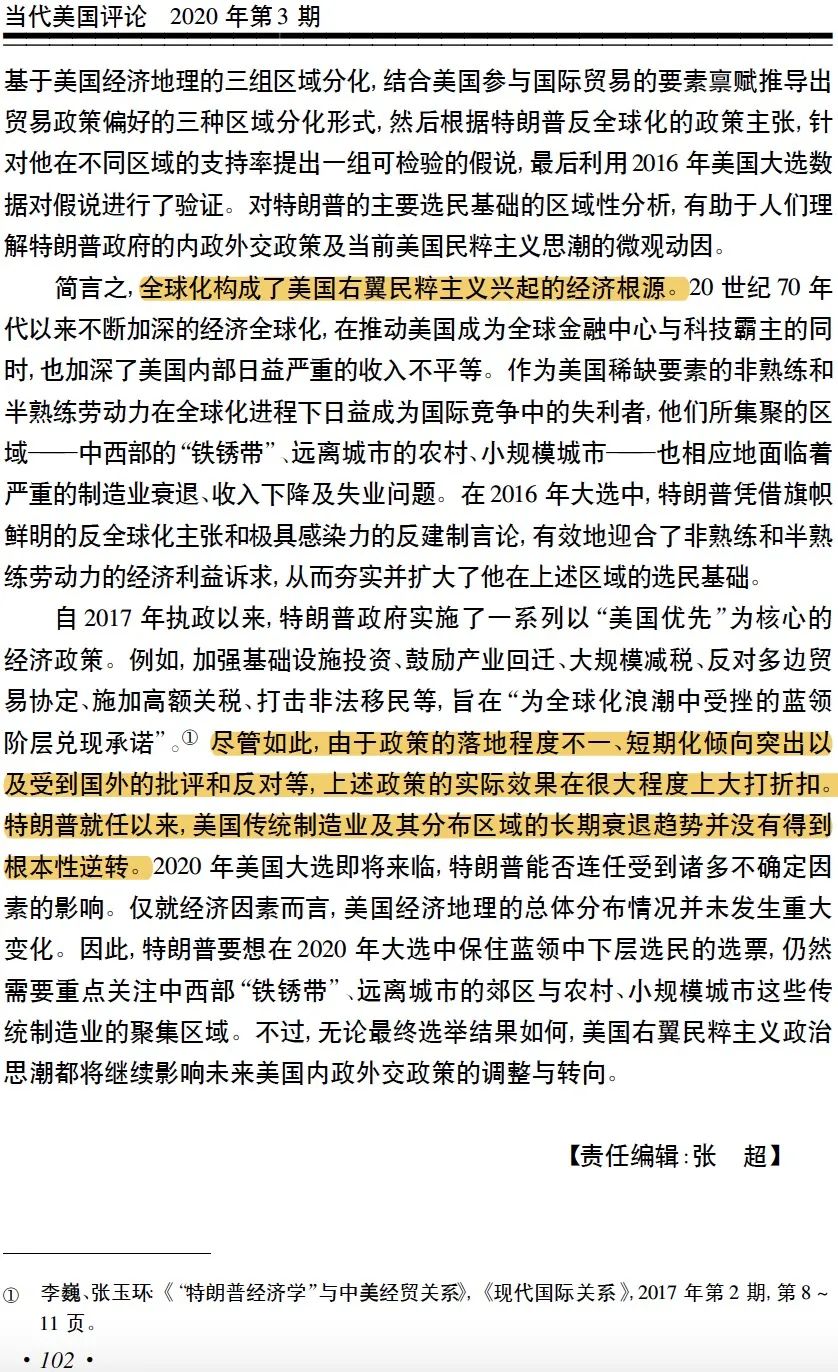 当代美国评论 2020 年第 3 期
基于美国经济地理的三组区域分化,结合美国参与国际贸易的要素禀赋推导出
贸易政策偏好的三种区域分化形式,然后根据特朗普反全球化的政策主张,针
对他在不同区域的支持率提出一组可检验的假说,最后利用 2016 年美国大选数
据对假说进行了验证。对特朗普的主要选民基础的区域性分析,有助于人们理
解特朗普政府的内政外交政策及当前美国民粹主义思潮的微观动因。
简言之,全球化构成了美国右翼民粹主义兴起的经济根源。20 世纪 70 年
代以来不断加深的经济全球化,在推动美国成为全球金融中心与科技霸主的同
时,也加深了美国内部日益严重的收入不平等。作为美国稀缺要素的非熟练和
半熟练劳动力在全球化进程下日益成为国际竞争中的失利者,他们所集聚的区
域——中西部的“铁锈带”、远离城市的农村、小规模城市——也相应地面临着
严重的制造业衰退、收入下降及失业问题。在 2016 年大选中,特朗普凭借旗帜
鲜明的反全球化主张和极具感染力的反建制言论,有效地迎合了非熟练和半熟
练劳动力的经济利益诉求,从而夯实并扩大了他在上述区域的选民基础。
自 2017 年执政以来,特朗普政府实施了一系列以“美国优先”为核心的
经济政策。例如,加强基础设施投资、鼓励产业回迁、大规模减税、反对多边贸
易协定、施加高额关税、打击非法移民等,旨在“为全球化浪潮中受挫的蓝领
阶层兑现承诺”。① 尽管如此,由于政策的落地程度不一、短期化倾向突出以
及受到国外的批评和反对等,上述政策的实际效果在很大程度上大打折扣。
特朗普就任以来,美国传统制造业及其分布区域的长期衰退趋势并没有得到
根本性逆转。2020 年美国大选即将来临,特朗普能否连任受到诸多不确定因
素的影响。仅就经济因素而言,美国经济地理的总体分布情况并未发生重大
变化。因此,特朗普要想在 2020 年大选中保住蓝领中下层选民的选票,仍然
需要重点关注中西部“铁锈带”、远离城市的郊区与农村、小规模城市这些传
统制造业的聚集区域。不过,无论最终选举结果如何,美国右翼民粹主义政治
思潮都将继续影响未来美国内政外交政策的调整与转向。
【责任编辑:张 超】
① 李巍、张玉环:《“特朗普经济学”与中美经贸关系》,《现代国际关系》,2017 年第 2 期,第 8~
11 页。
· 102 ·